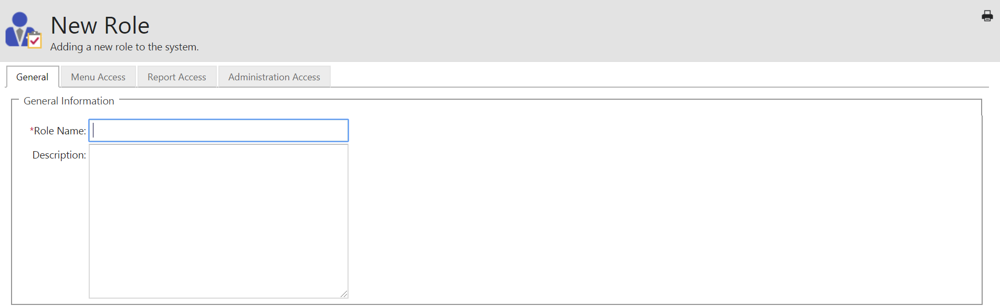 New Role
Adding a new role to the system.
General Menu Access Report Access Administration Access
General Information
*Role Name:
Description: